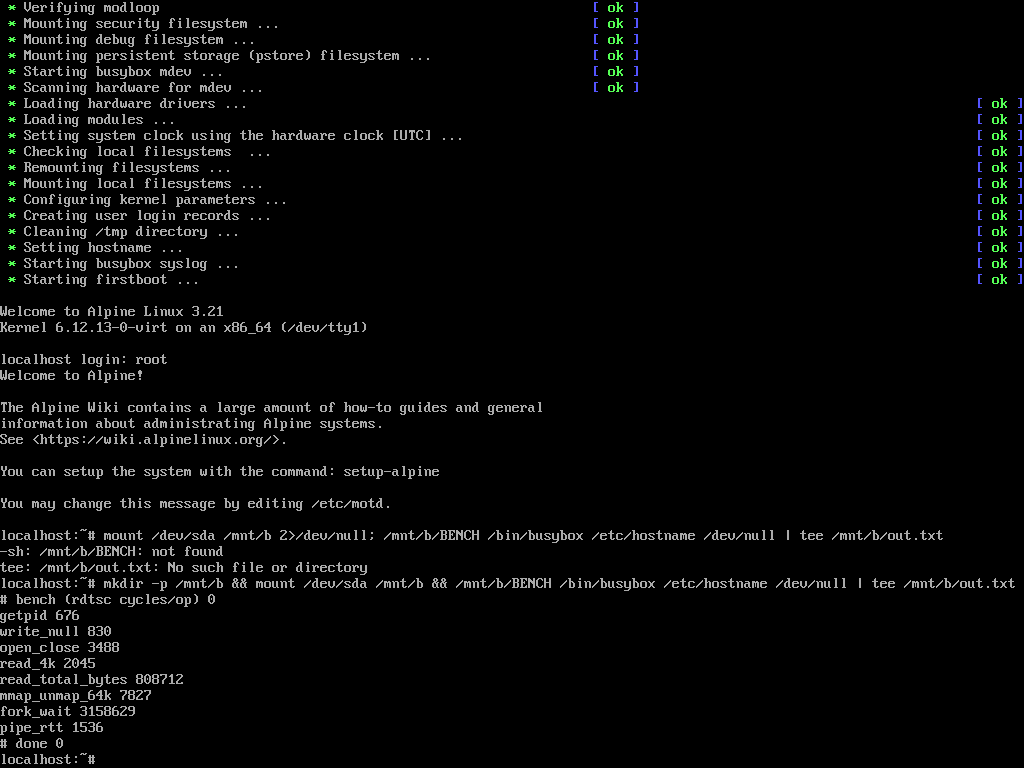 * Verifying modloop [ ok ]
* Mounting security filesystem ... [ ok ]
* Mounting debug filesystem ... [ ok ]
* Mounting persistent storage (pstore) filesystem ... [ ok ]
* Starting busybox mdev ... [ ok ]
* Scanning hardware for mdev ... [ ok ]
* Loading hardware drivers ... [ ok ]
* Loading modules ... [ ok ]
* Setting system clock using the hardware clock [UTC] ... [ ok ]
* Checking local filesystems  ... [ ok ]
* Remounting filesystems ... [ ok ]
* Mounting local filesystems ... [ ok ]
* Configuring kernel parameters ... [ ok ]
* Creating user login records ... [ ok ]
* Cleaning /tmp directory ... [ ok ]
* Setting hostname ... [ ok ]
* Starting busybox syslog ... [ ok ]
* Starting firstboot ... [ ok ]
Welcome to Alpine Linux 3.21
Kernel 6.12.13-0-virt on an x86_64 (/dev/tty1)
localhost login: root
Welcome to Alpine!
The Alpine Wiki contains a large amount of how-to guides and general
information about administrating Alpine systems.
See <https://wiki.alpinelinux.org/>.
You can setup the system with the command: setup-alpine
You may change this message by editing /etc/motd.
localhost:~# mount /dev/sda /mnt/b 2>/dev/null; /mnt/b/BENCH /bin/busybox /etc/hostname /dev/null | tee /mnt/b/out.txt
-sh: /mnt/b/BENCH: not found
tee: /mnt/b/out.txt: No such file or directory
localhost:~# mkdir -p /mnt/b && mount /dev/sda /mnt/b && /mnt/b/BENCH /bin/busybox /etc/hostname /dev/null | tee /mnt/b/out.txt
# bench (rdtsc cycles/op) 0
getpid 676
write_null 830
open_close 3488
read_4k 2045
read_total_bytes 808712
mmap_unmap_64k 7827
fork_wait 3158629
pipe_rtt 1536
# done 0
localhost:~#